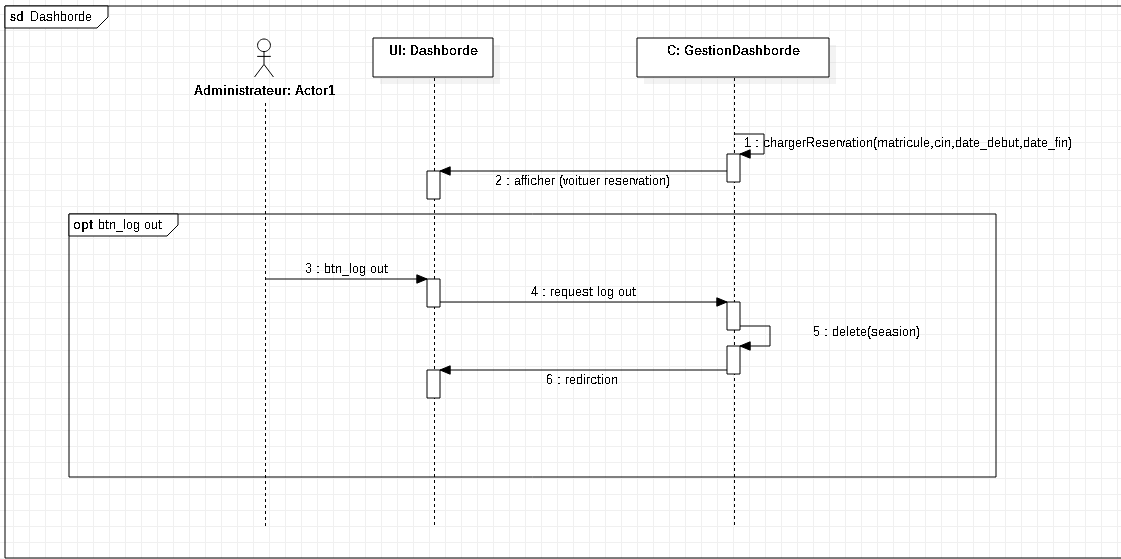 sd Dashborde
UI: Dashborde
C: GestionDashborde
Administrateur: Actor1
1 : chargerReservation(matricule,cin,date_debut,date_fin)
2 : afficher (voituer reservation)
opt btn_log out
3 : btn_log out
4 : request log out
5 : delete(seasion)
6 : redirction